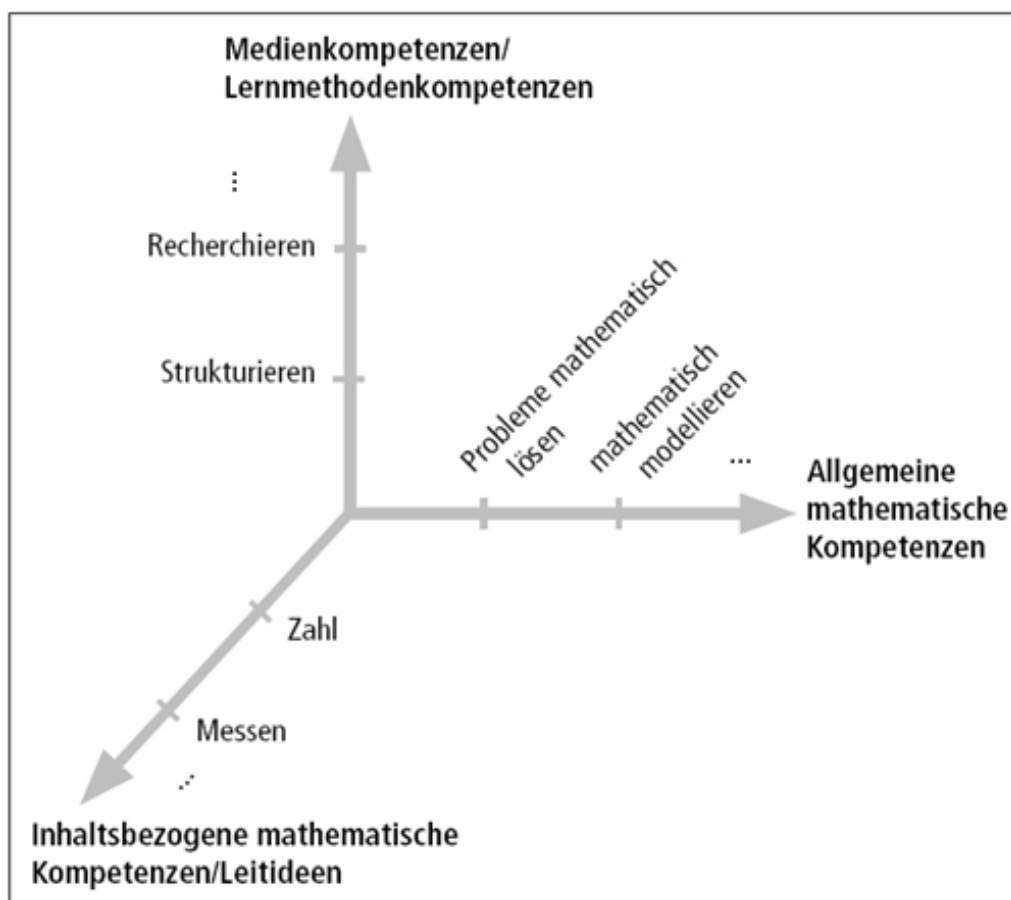 Medienkompetenzen/
Lernmethodenkompetenzen
...
Recherchieren
Strukturieren
Probleme mathematisch
lösen
mathematisch
modellieren
...
Allgemeine
mathematische
Kompetenzen
Zahl
Messen
...
Inhaltsbezogene mathematische
Kompetenzen/Leitideen